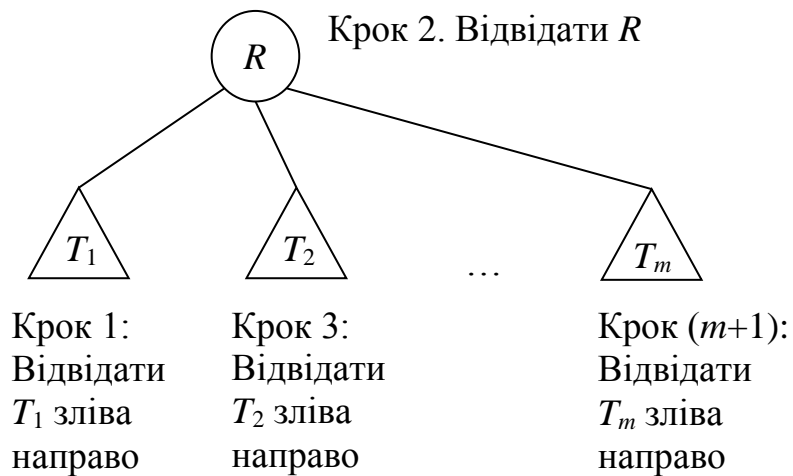 Крок 2. Відвідати R
R
T1
T2
…
Tm
Крок 1:
Відвідати
T1 зліва
направо
Крок 3:
Відвідати
T2 зліва
направо
Крок (m+1):
Відвідати
Tm зліва
направо